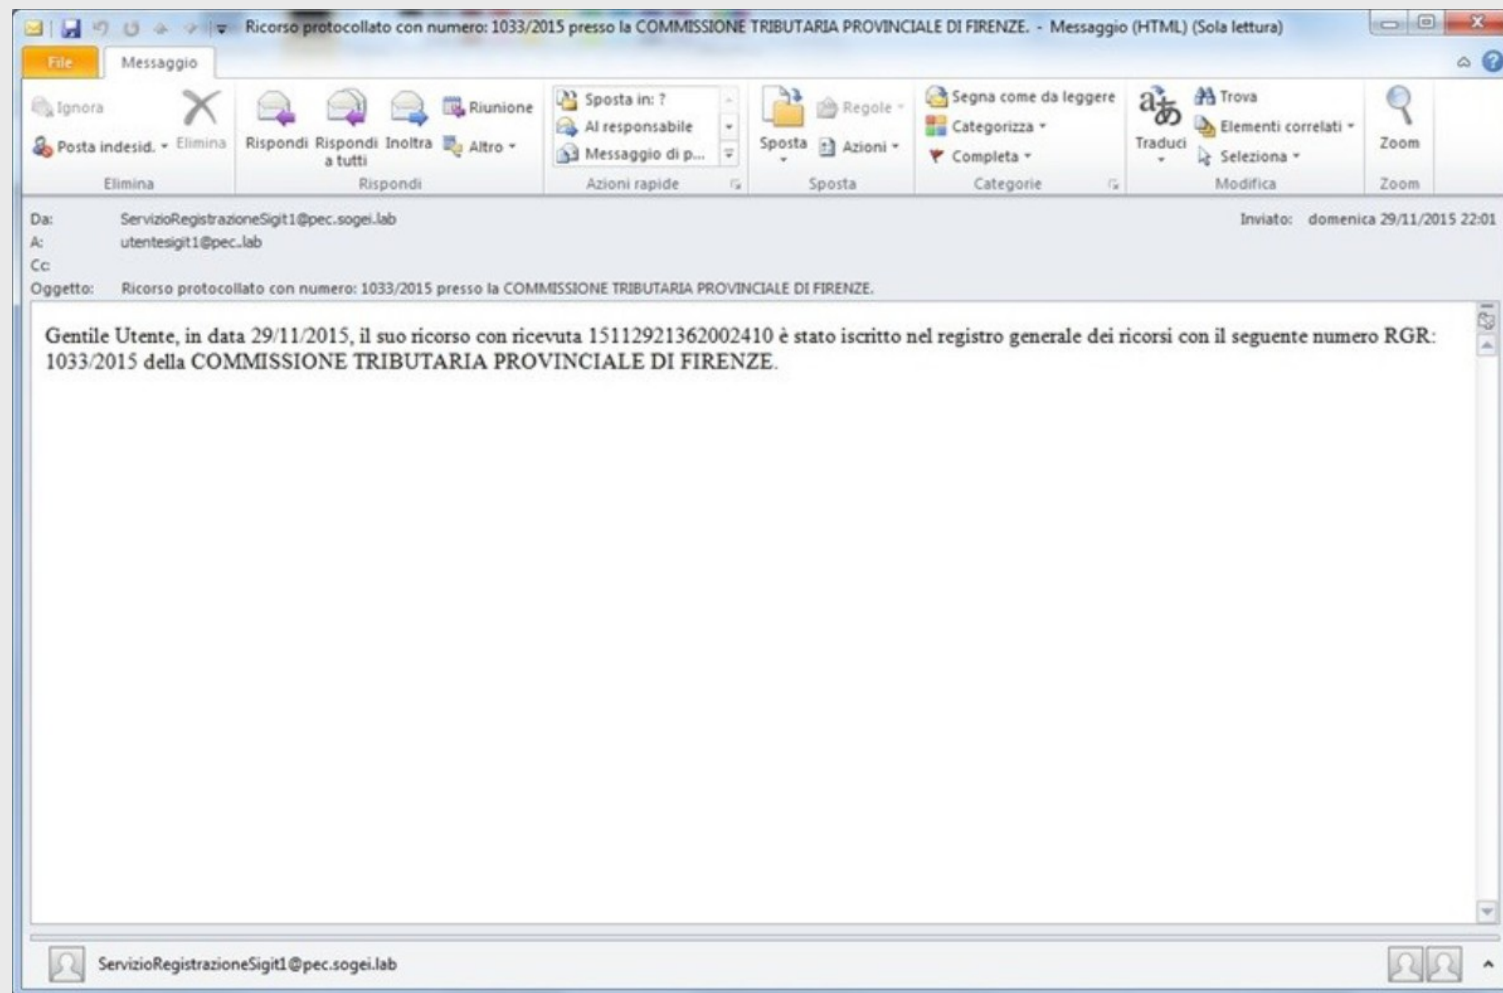 Ricorso protocollato con numero: 1033/2015 presso la COMMISSIONE TRIBUTARIA PROVINCIALE DI FIRENZE. - Messaggio (HTML) (Sola lettura)
File Messaggio
Ignora
Posta indesid.
Elimina
Elimina
Rispondi
Rispondi a tutti
Inoltra
Riunione
Altro
Rispondi
Sposta in: ?
Al responsabile
Messaggio di p...
Azioni rapide
Sposta
Regole
Azioni
Sposta
Segna come da leggere
Categorizza
Completa
Categorie
Traduci
Trova
Elementi correlati
Seleziona
Modifica
Zoom
Zoom
Da: ServizioRegistrazioneSigit1@pec.sogei.lab Inviato: domenica 29/11/2015 22:01
A: utentesigit1@pec.lab
Cc
Oggetto: Ricorso protocollato con numero: 1033/2015 presso la COMMISSIONE TRIBUTARIA PROVINCIALE DI FIRENZE.
Gentile Utente, in data 29/11/2015, il suo ricorso con ricevuta 15112921362002410 è stato iscritto nel registro generale dei ricorsi con il seguente numero RGR:
1033/2015 della COMMISSIONE TRIBUTARIA PROVINCIALE DI FIRENZE.
ServizioRegistrazioneSigit1@pec.sogei.lab